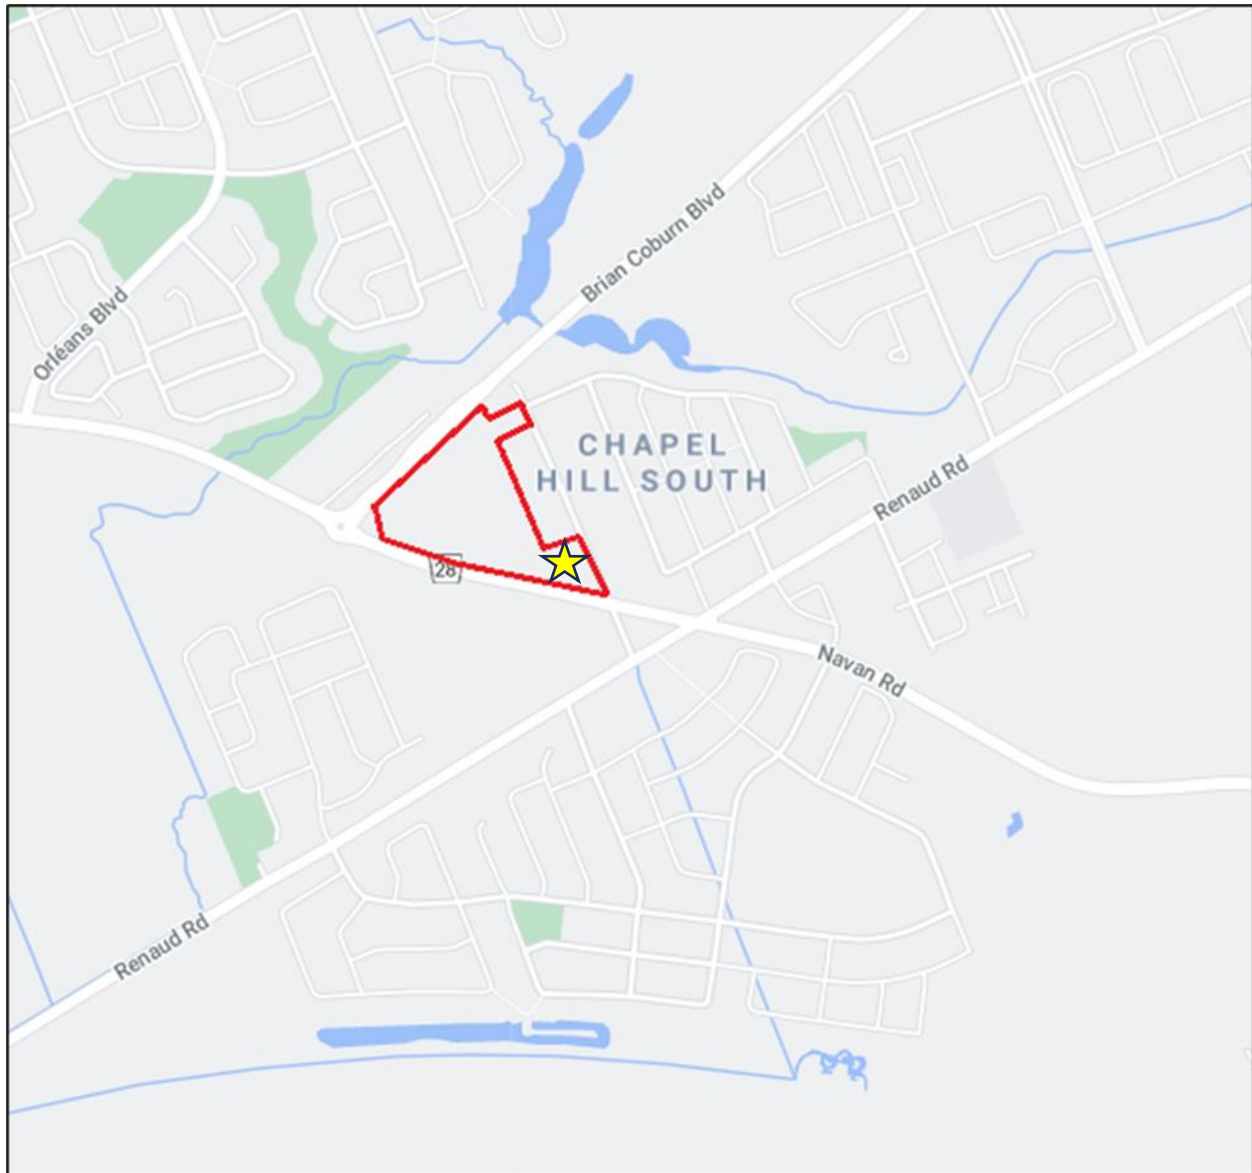 Brian Coburn Blvd
Orléans Blvd
CHAPEL
HILL SOUTH
Renaud Rd
28
Navan Rd
Renaud Rd